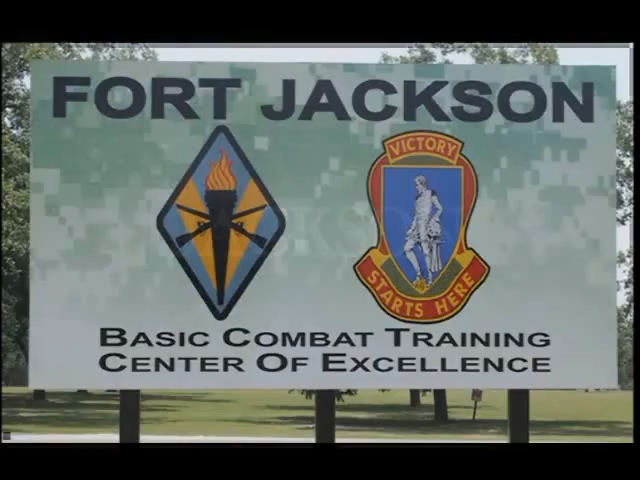 FORT JACKSON
VICTORY
STARTS HERE
BASIC COMBAT TRAINING
CENTER OF EXCELLENCE